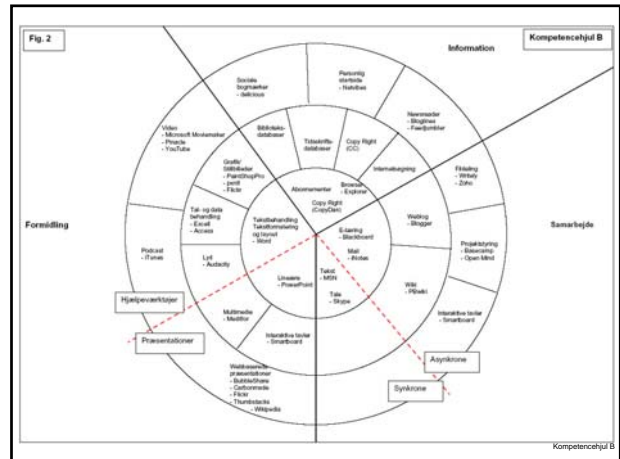 Fig. 2
Kompetencehjul B
Information
Formidling
Samarbejde
Sociale
bogmærker
- delicious
Personlig
startside
- Netvibes
Nyhedsreader
- Bloglines
- Feedjumbler
Video
- Microsoft Moviemaker
- Pinacle
- YouTube
Biblioteks-
databaser
Tidsskrifts-
databaser
Copy Right
(CC)
Internetsøgning
Fildeling
- Writely
- Zoho
Grafik/
Stillbilleder
- PaintShopPro
- Flickr
Abonnementer
Browser
- Explorer
Copy Right
(CopyDan)
Tal- og data
behandling
- Excel
- Access
Tekstbehandling
Tekstformatering
og layout
- Word
E-læring
- Blackboard
Weblog
- Blogger
Mail
- iNotes
Projektstyring
- Basecamp
- Open Mind
Podcast
- iTunes
Lyd
- Audacity
Lineære
- PowerPoint
Tekst
- MSN
Tale
- Skype
Wiki
- PBwiki
Hjælpeværktøjer
Præsentationer
Multimedie
- Mediator
Interaktive tavler
- Smartboard
Interaktive tavler
- Smartboard
Asynkrone
Synkrone
Webbaserede
præsentationer
- BubbleShare
- Carbonmade
- Flickr
- Thumbstacks
- Wikipedia
Kompetencehjul B